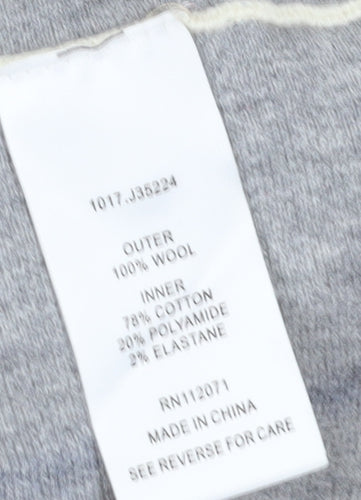 1017.J35224
OUTER
100% WOOL
INNER
78% COTTON
20% POLYAMIDE
2% ELASTANE
RN112071
MADE IN CHINA
SEE REVERSE FOR CARE